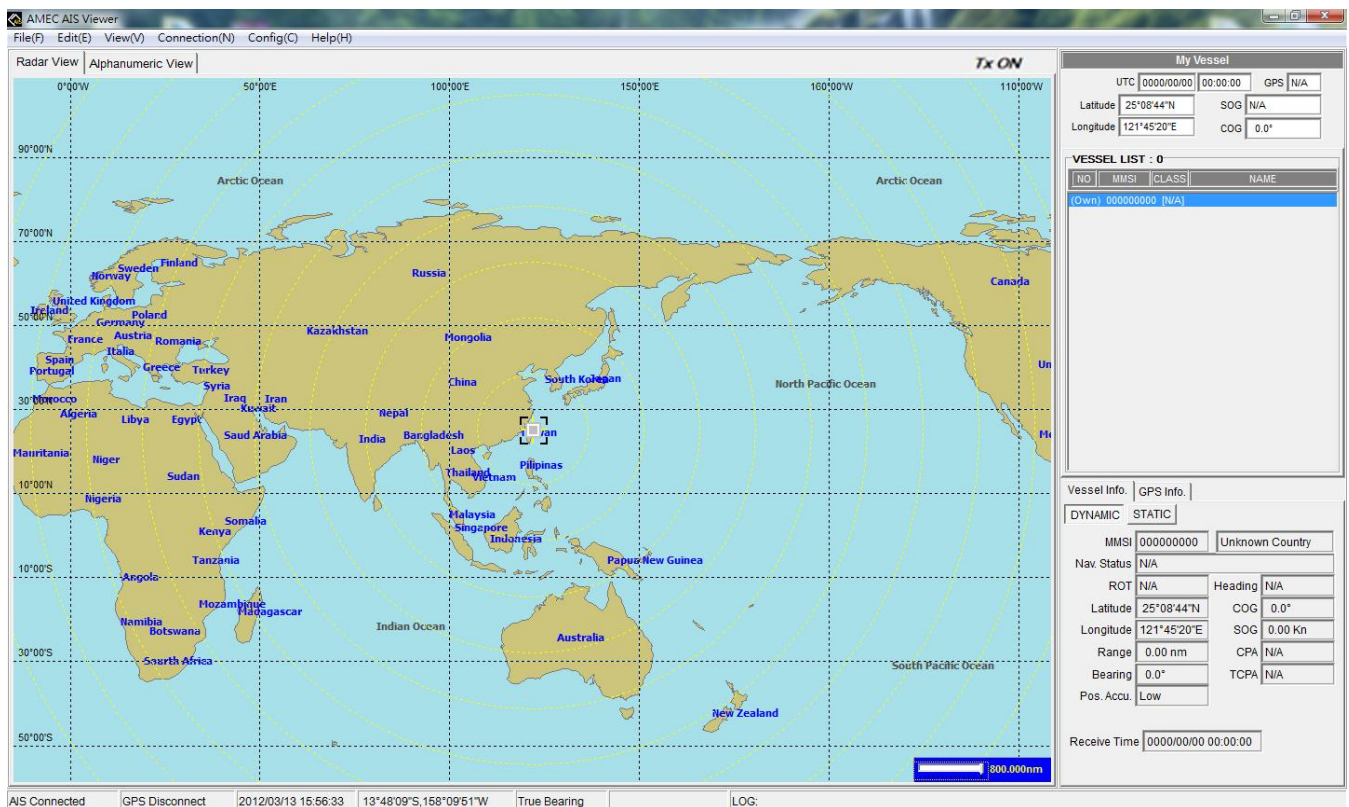 AMEC AIS Viewer
File(F) Edit(E) View(V) Connection(N) Config(C) Help(H)
Radar View Alphanumeric View
Tx ON
0°00'W 50°00'E 100°00'E 150°00'E 160°00'W 110°00'W
90°00'N
Arctic Ocean Arctic Ocean
70°00'N
Finland
Sweden
Norway
Russia
Canada
United Kingdom
Ireland
Poland
50°00'N
Germany
Kazakhstan
Austria
France
Romania
Mongolia
Italia
Spain
Portugal
Greece
Turkey
Syria
China
South Korea
Japan
North Pacific Ocean
Iraq Iran
Kuwait
30°00'N
Morocco
Algeria
Libya
Egypt
Nepal
Saudi Arabia
India
Bangladesh
Laos
Mauritania
Niger
Sudan
Thailand
Vietnam
Pilipinas
10°00'N
Nigeria
Malaysia
Singapore
Indonesia
Somalia
Kenya
Tanzania
Papua New Guinea
10°00'S
Angola
Mozambique
Madagascar
Namibia
Botswana
Indian Ocean
Australia
30°00'S
Sourth Africa
South Pacific Ocean
New Zealand
50°00'S
800.000nm
My Vessel
UTC 0000/00/00 00:00:00 GPS N/A
Latitude 25°08'44"N SOG N/A
Longitude 121°45'20"E COG 0.0°
VESSEL LIST : 0
NO MMSI CLASS NAME
(Own) 000000000 [N/A]
Vessel Info. GPS Info.
DYNAMIC STATIC
MMSI 000000000 Unknown Country
Nav. Status N/A
ROT N/A Heading N/A
Latitude 25°08'44"N COG 0.0°
Longitude 121°45'20"E SOG 0.00 Kn
Range 0.00 nm CPA N/A
Bearing 0.0° TCPA N/A
Pos. Accu. Low
Receive Time 0000/00/00 00:00:00
AIS Connected GPS Disconnect 2012/03/13 15:56:33 13°48'09"S,158°09'51"W True Bearing LOG: